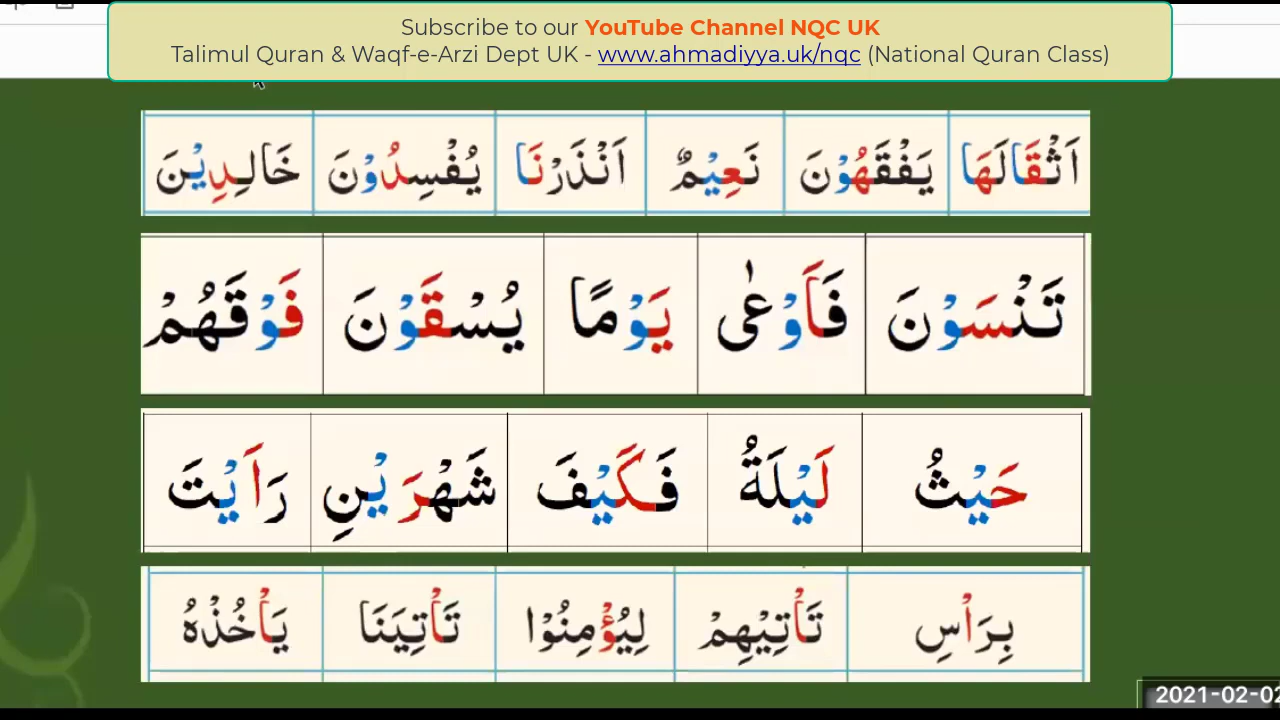 Subscribe to our YouTube Channel NQC UK
Talimul Quran & Waqf-e-Arzi Dept UK - www.ahmadiyya.uk/nqc (National Quran Class)
اَثْقَالَهَا يَفْقَهُوْنَ نَعِيْمٌ اَنْذَرْنَا يُفْسِدُوْنَ خَالِدِيْنَ
تَنْسَوْنَ فَاَوْعٰى يَوْمًا يُسْقَوْنَ فَوْقَهُمْ
حَيْثُ لَيْلَةُ فَكَيْفَ شَهْرَيْنِ رَاَيْتَ
بِرَاْسِ تَاْتِيْهِمْ لِيُؤْمِنُوْا تَاْتِيَنَا يَاْخُذْهُ
2021-02-02